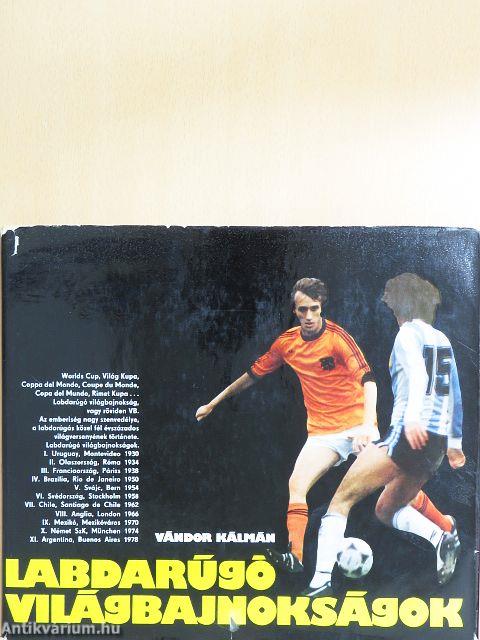 Worlds Cup, Világ Kupa,
Coppa del Mondo, Coupe du Monde,
Copa del Mundo, Rimet Kupa . . .
Labdarúgó világbajnokság,
vagy röviden VB.
Az emberiség nagy szenvedélye,
a labdarúgás közel fél évszázados
világversenyének története.
Labdarúgó világbajnokságok.
I. Uruguay, Montevideo 1930
II. Olaszország, Róma 1934
III. Franciaország, Párizs 1938
IV. Brazília, Rio de Janeiro 1950
V. Svájc, Bern 1954
VI. Svédország, Stockholm 1958
VII. Chile, Santiago de Chile 1962
VIII. Anglia, London 1966
IX. Mexikó, Mexikóváros 1970
X. Német SzK, München 1974
XI. Argentína, Buenos Aires 1978
15
VÁNDOR KÁLMÁN
LABDARÚGÓ
VILÁGBAJNOKSÁGOK
Antikvarium.hu